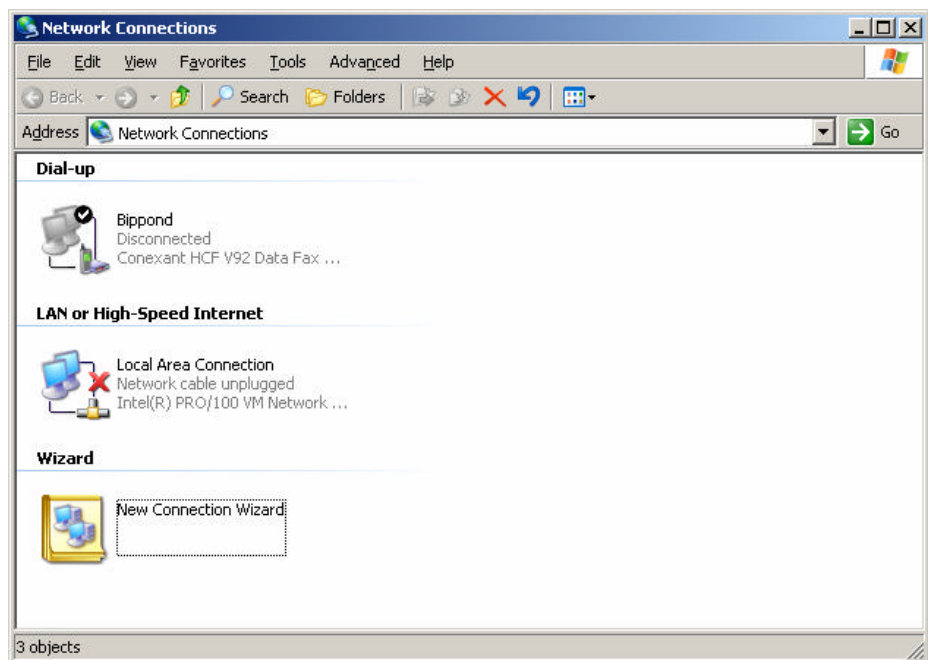 Network Connections
File Edit View Favorites Tools Advanced Help
Back Search Folders
Address Network Connections Go
Dial-up
Bippond
Disconnected
Conexant HCF V92 Data Fax ...
LAN or High-Speed Internet
Local Area Connection
Network cable unplugged
Intel(R) PRO/100 VM Network ...
Wizard
New Connection Wizard
3 objects